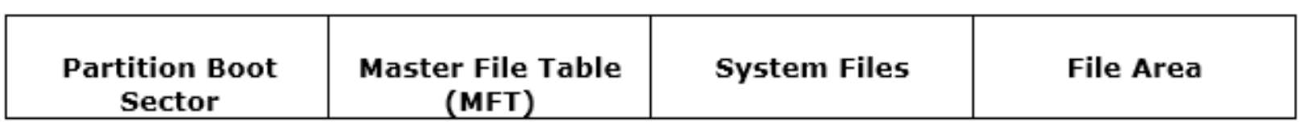 Partition Boot
Sector
Master File Table
(MFT)
System Files
File Area